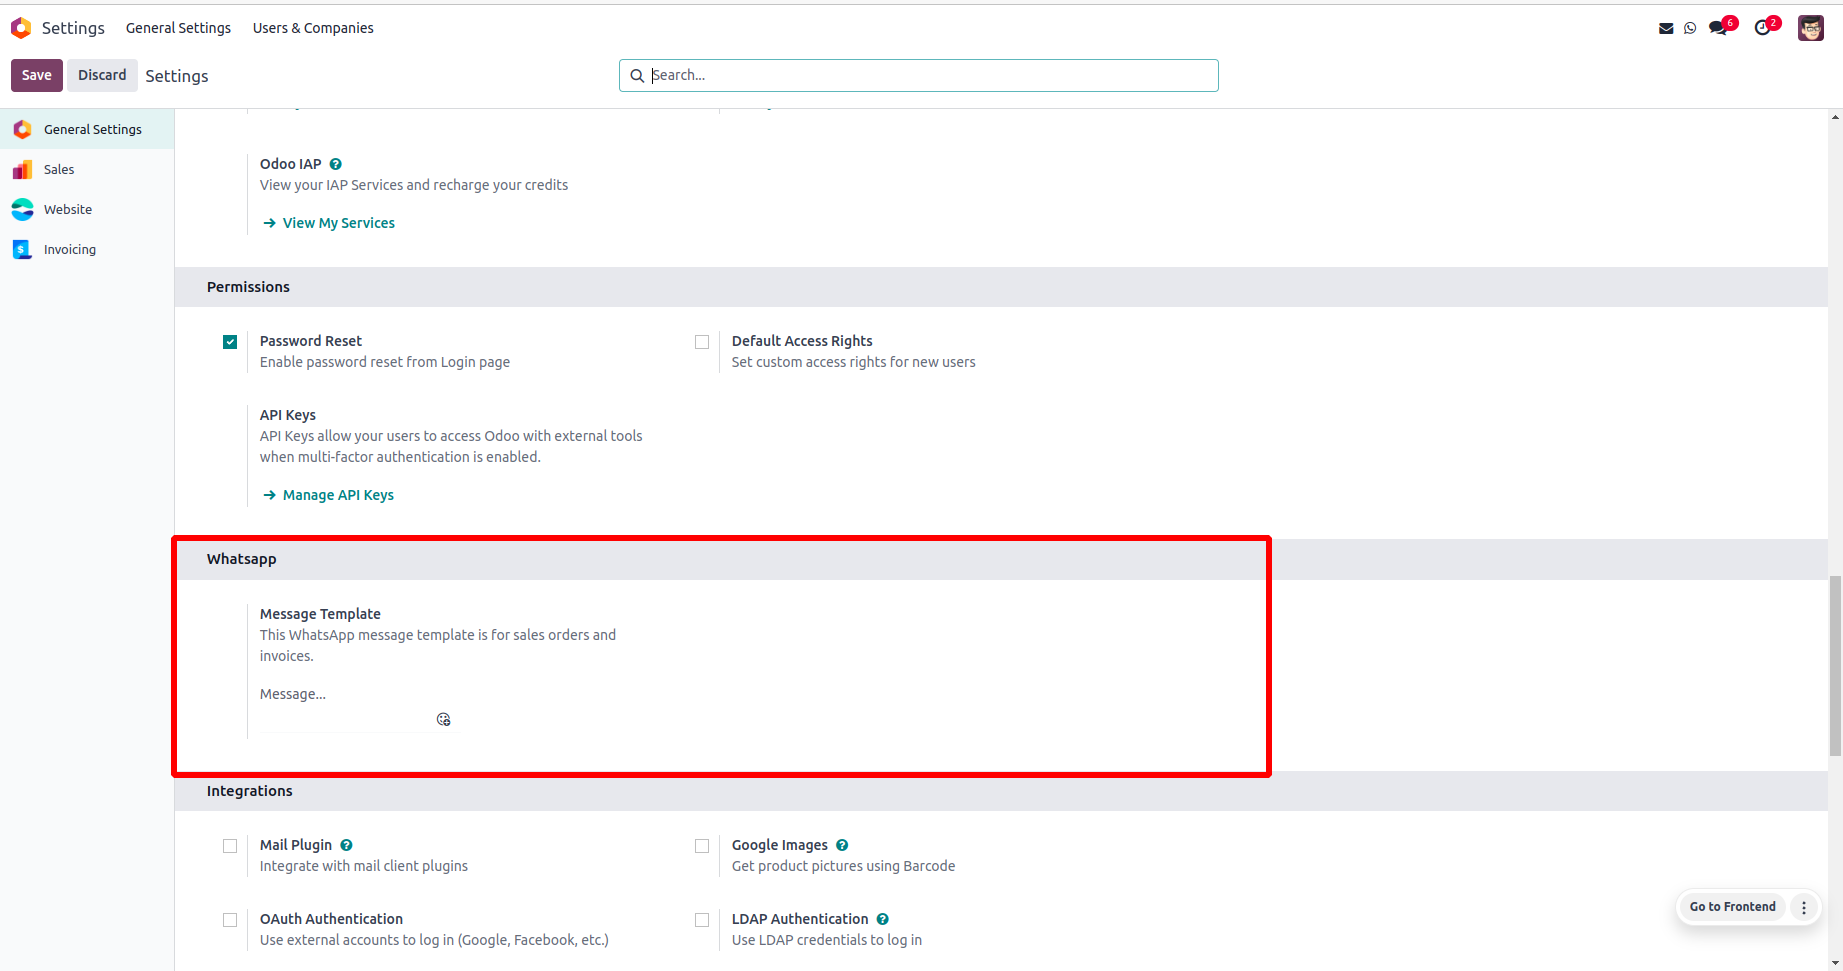 Settings General Settings Users & Companies 6 2
Save Discard Settings Search...
General Settings
Sales
Website
Invoicing
Odoo IAP ?
View your IAP Services and recharge your credits
View My Services
Permissions
Password Reset
Enable password reset from Login page
Default Access Rights
Set custom access rights for new users
API Keys
API Keys allow your users to access Odoo with external tools
when multi-factor authentication is enabled.
Manage API Keys
Whatsapp
Message Template
This WhatsApp message template is for sales orders and
invoices.
Message...
Integrations
Mail Plugin ?
Integrate with mail client plugins
Google Images ?
Get product pictures using Barcode
OAuth Authentication
Use external accounts to log in (Google, Facebook, etc.)
LDAP Authentication ?
Use LDAP credentials to log in
Go to Frontend